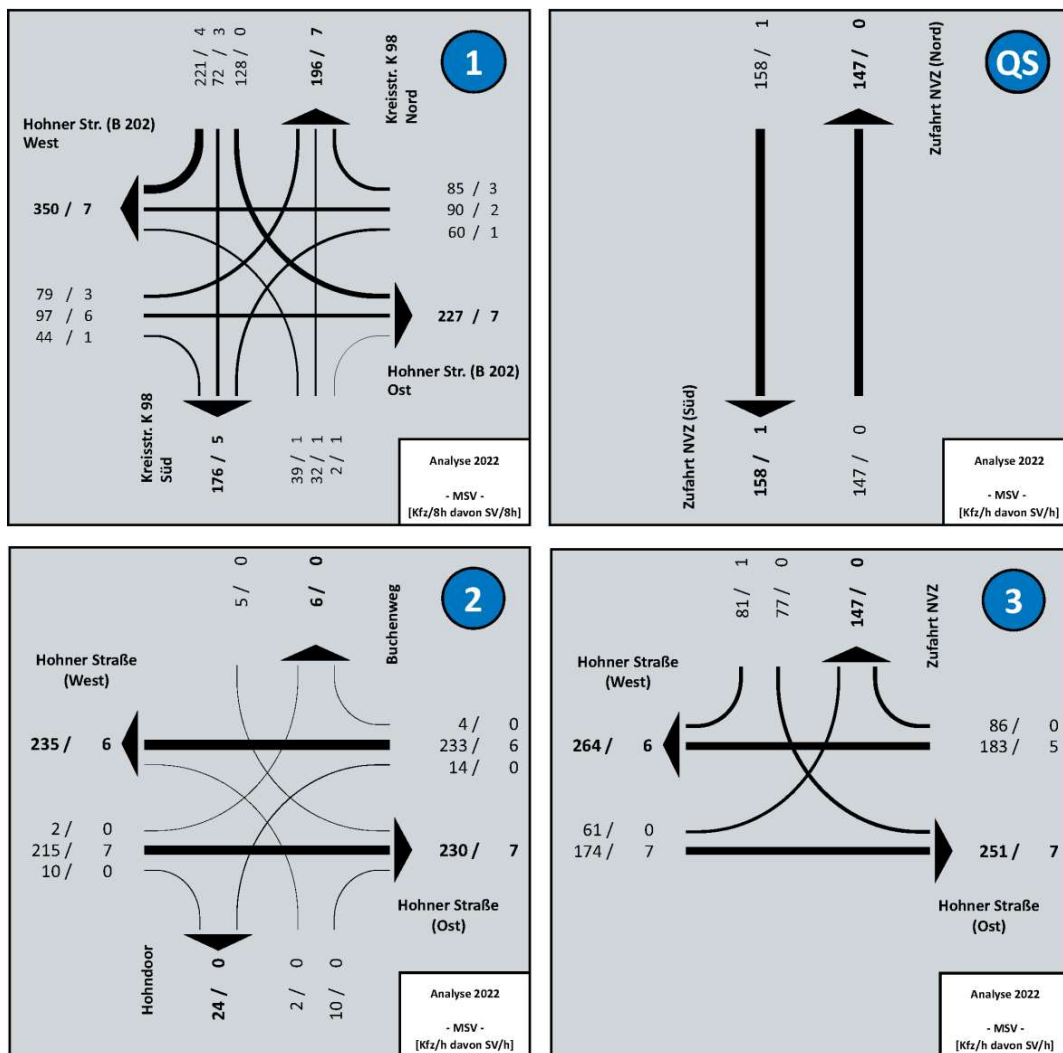 1
221 / 4
72 / 3
128 / 0
196 / 7
Kreisstr. K 98
Nord
Hohner Str. (B 202)
West
350 / 7
85 / 3
90 / 2
60 / 1
79 / 3
97 / 6
44 / 1
227 / 7
Hohner Str. (B 202)
Ost
Kreisstr. K 98
Süd
176 / 5
39 / 1
32 / 1
2 / 1
Analyse 2022
- MSV -
[Kfz/8h davon SV/8h]
QS
158 / 1
147 / 0
Zufahrt NVZ (Nord)
Zufahrt NVZ (Süd)
158 / 1
147 / 0
Analyse 2022
- MSV -
[Kfz/h davon SV/h]
2
5 / 0
6 / 0
Buchenweg
Hohner Straße
(West)
235 / 6
4 / 0
233 / 6
14 / 0
2 / 0
215 / 7
10 / 0
230 / 7
Hohner Straße
(Ost)
Hohndoor
24 / 0
2 / 0
10 / 0
Analyse 2022
- MSV -
[Kfz/h davon SV/h]
3
81 / 1
77 / 0
147 / 0
Zufahrt NVZ
Hohner Straße
(West)
264 / 6
86 / 0
183 / 5
61 / 0
174 / 7
251 / 7
Hohner Straße
(Ost)
Analyse 2022
- MSV -
[Kfz/h davon SV/h]